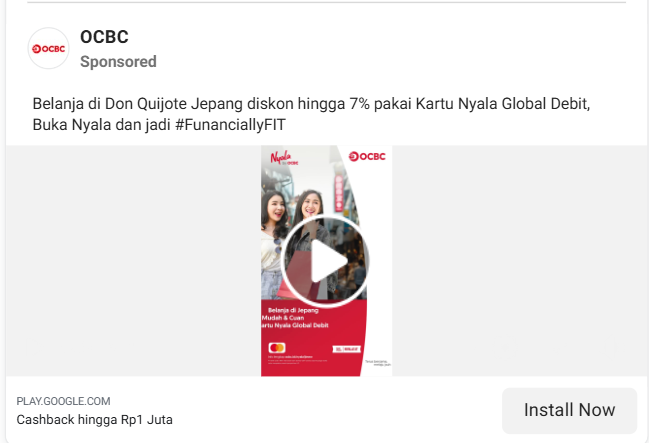 OCBC
OCBC
Sponsored
Belanja di Don Quijote Jepang diskon hingga 7% pakai Kartu Nyala Global Debit,
Buka Nyala dan jadi #FunanciallyFIT
Nyala
OCBC
OCBC
Belanja di Jepang
Mudah & Cuan
artu Nyala Global Debit
PLAY.GOOGLE.COM
Cashback hingga Rp1 Juta
Install Now